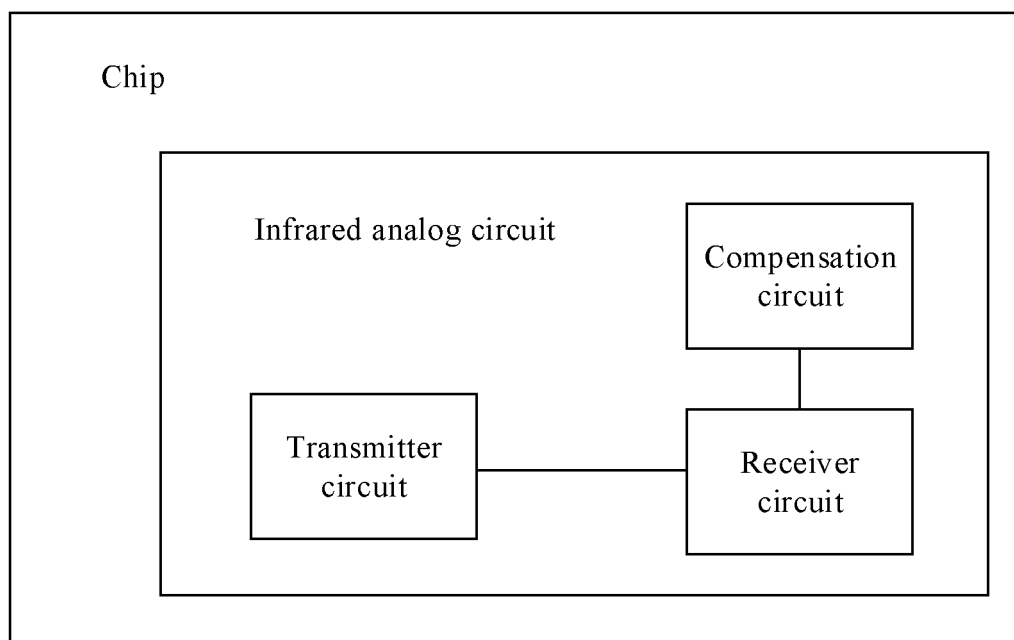 Chip
Infrared analog circuit
Compensation
circuit
Transmitter
circuit
Receiver
circuit